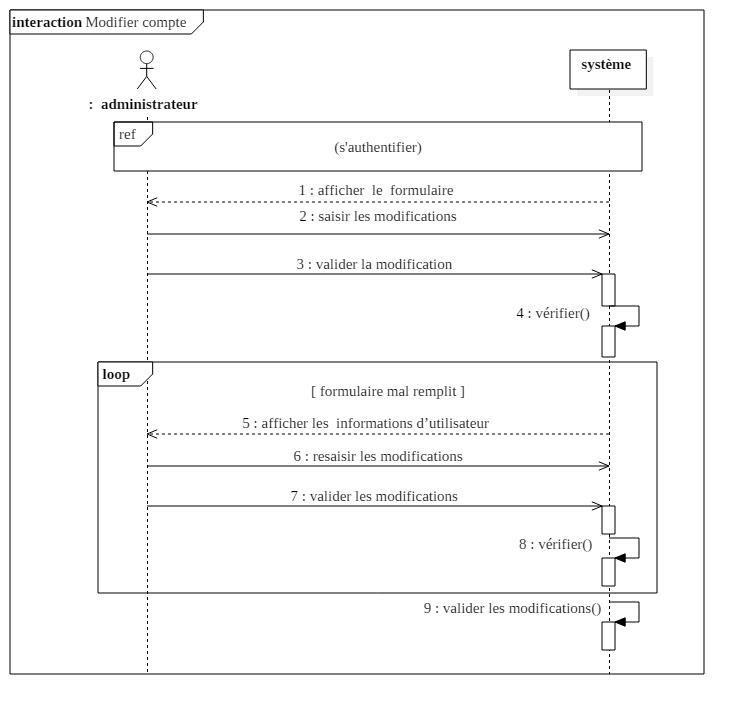 interaction Modifier compte
système
: administrateur
ref
(s'authentifier)
1 : afficher le formulaire
2 : saisir les modifications
3 : valider la modification
4 : vérifier()
loop
[ formulaire mal remplit ]
5 : afficher les informations d’utilisateur
6 : resaisir les modifications
7 : valider les modifications
8 : vérifier()
9 : valider les modifications()